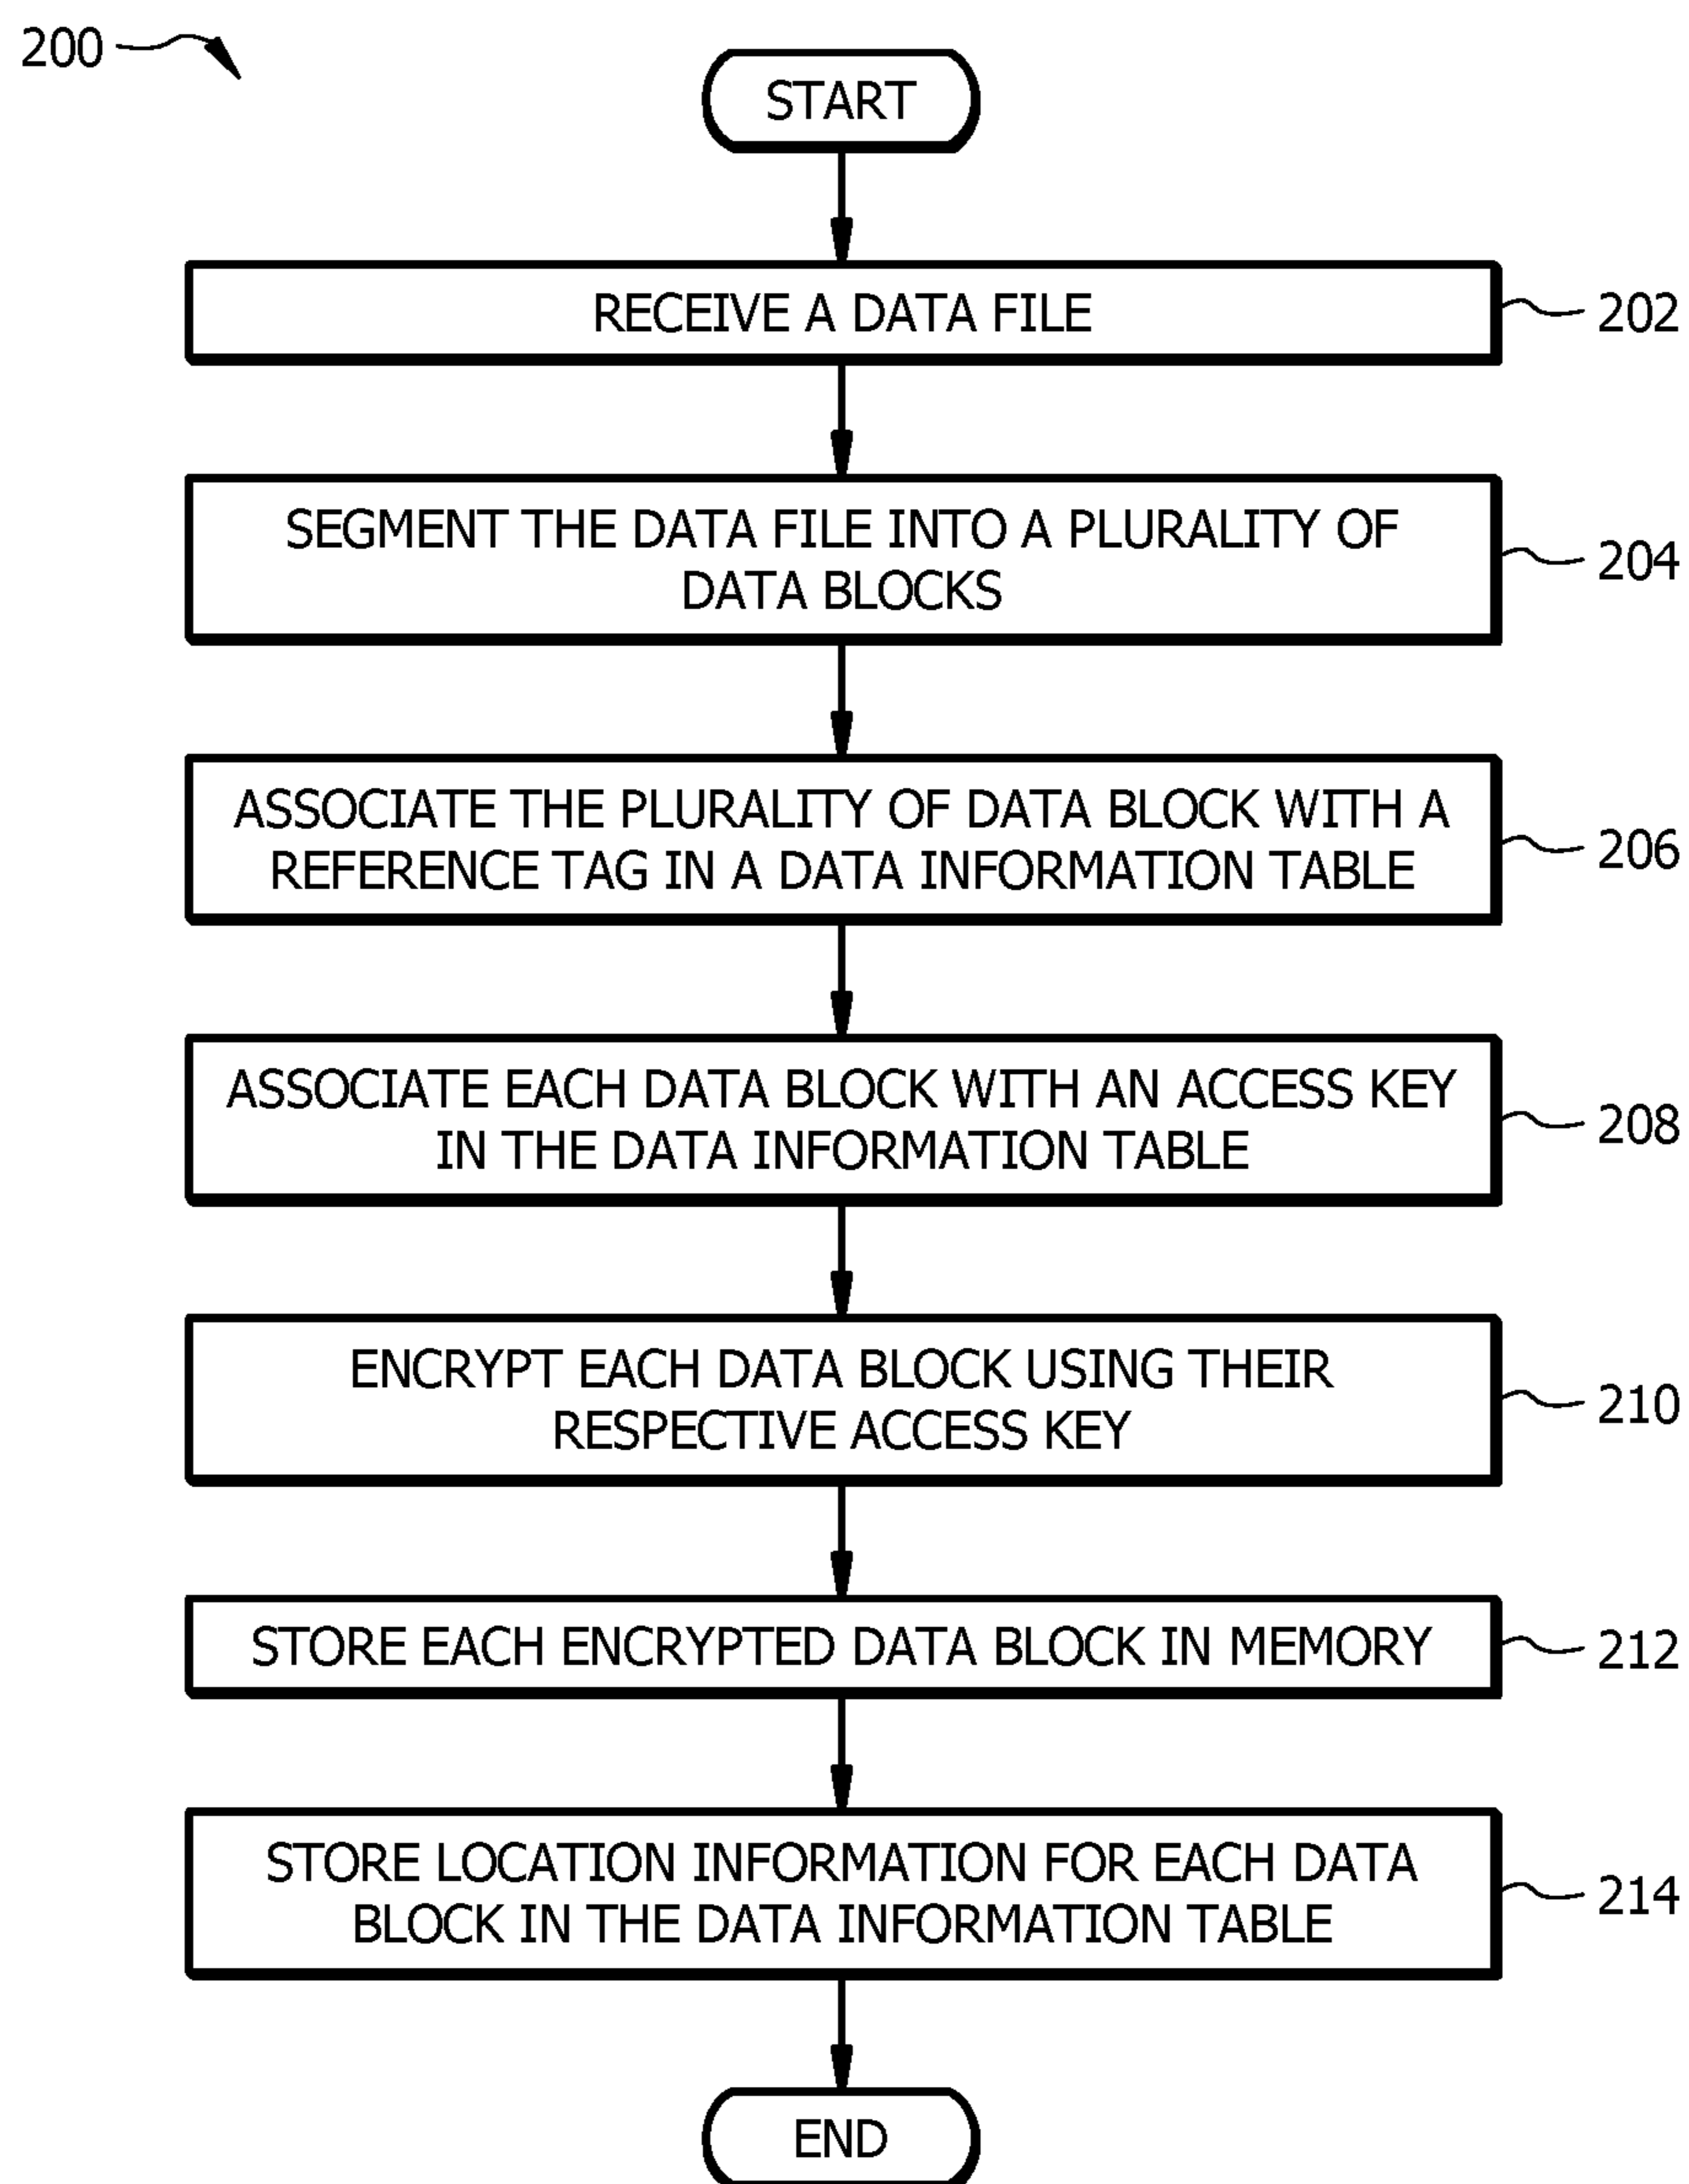 200
START
RECEIVE A DATA FILE
202
SEGMENT THE DATA FILE INTO A PLURALITY OF
DATA BLOCKS
204
ASSOCIATE THE PLURALITY OF DATA BLOCK WITH A
REFERENCE TAG IN A DATA INFORMATION TABLE
206
ASSOCIATE EACH DATA BLOCK WITH AN ACCESS KEY
IN THE DATA INFORMATION TABLE
208
ENCRYPT EACH DATA BLOCK USING THEIR
RESPECTIVE ACCESS KEY
210
STORE EACH ENCRYPTED DATA BLOCK IN MEMORY
212
STORE LOCATION INFORMATION FOR EACH DATA
BLOCK IN THE DATA INFORMATION TABLE
214
END